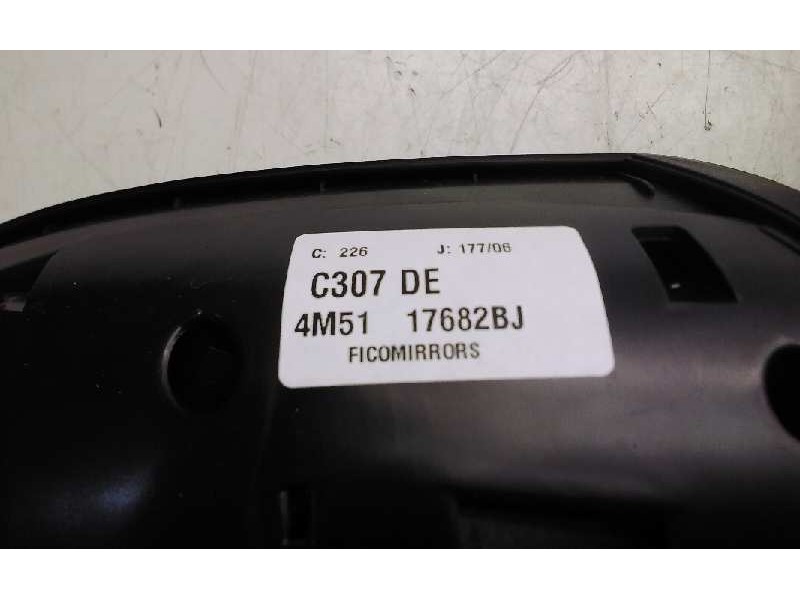 C: 226 J: 177/06
C307 DE
4M51 17682BJ
FICOMIRRORS